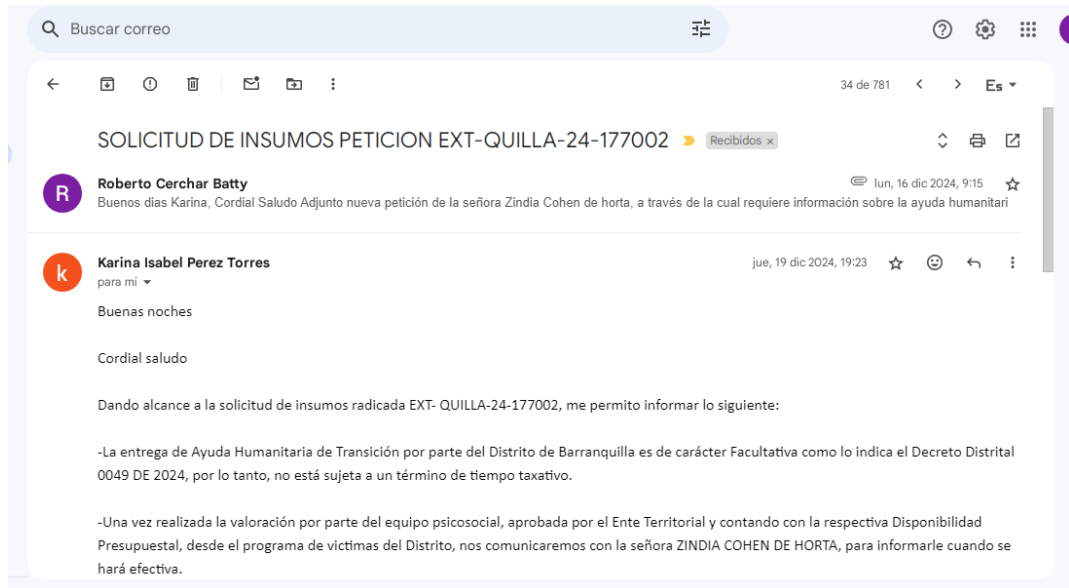 Buscar correo
34 de 781
Es
SOLICITUD DE INSUMOS PETICION EXT-QUILLA-24-177002
Recibidos x
R
Roberto Cerchar Batty
lun, 16 dic 2024, 9:15
Buenos dias Karina, Cordial Saludo Adjunto nueva petición de la señora Zindia Cohen de horta, a través de la cual requiere información sobre la ayuda humanitari
k
Karina Isabel Perez Torres
jue, 19 dic 2024, 19:23
para mí
Buenas noches
Cordial saludo
Dando alcance a la solicitud de insumos radicada EXT- QUILLA-24-177002, me permito informar lo siguiente:
-La entrega de Ayuda Humanitaria de Transición por parte del Distrito de Barranquilla es de carácter Facultativa como lo indica el Decreto Distrital
0049 DE 2024, por lo tanto, no está sujeta a un término de tiempo taxativo.
-Una vez realizada la valoración por parte del equipo psicosocial, aprobada por el Ente Territorial y contando con la respectiva Disponibilidad
Presupuestal, desde el programa de victimas del Distrito, nos comunicaremos con la señora ZINDIA COHEN DE HORTA, para informarle cuando se
hará efectiva.